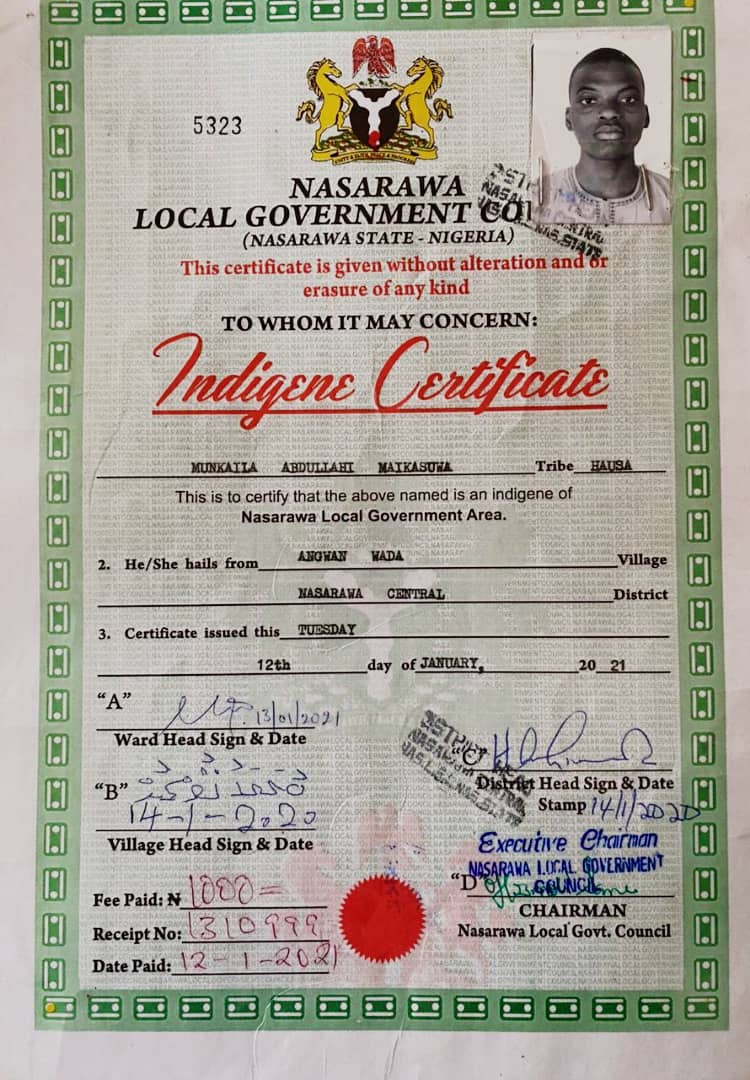 5323
UNITY & FAITH, PEACE & PROGRESS
NASARAWA
LOCAL GOVERNMENT CO
(NASARAWA STATE - NIGERIA)
This certificate is given without alteration and or
erasure of any kind
TO WHOM IT MAY CONCERN:
Indigene Certificate
MUNKAILA ABDULLAHI MAIKASUWA Tribe HAUSA
This is to certify that the above named is an indigene of
Nasarawa Local Government Area.
2. He/She hails from ANGWAN WADA Village
NASARAWA CENTRAL District
3. Certificate issued this TUESDAY
12th day of JANUARY, 20 21
"A" 13/01/2021
Ward Head Sign & Date
"B"
14-1-2020
Village Head Sign & Date
"C"
District Head Sign & Date
Stamp 14/1/2020
Executive Chairman
NASARAWA LOCAL GOVERNMENT
COUNCIL
"D"
CHAIRMAN
Nasarawa Local Govt. Council
Fee Paid: ₦ 1000=
Receipt No: 1310999
Date Paid: 12-1-2021